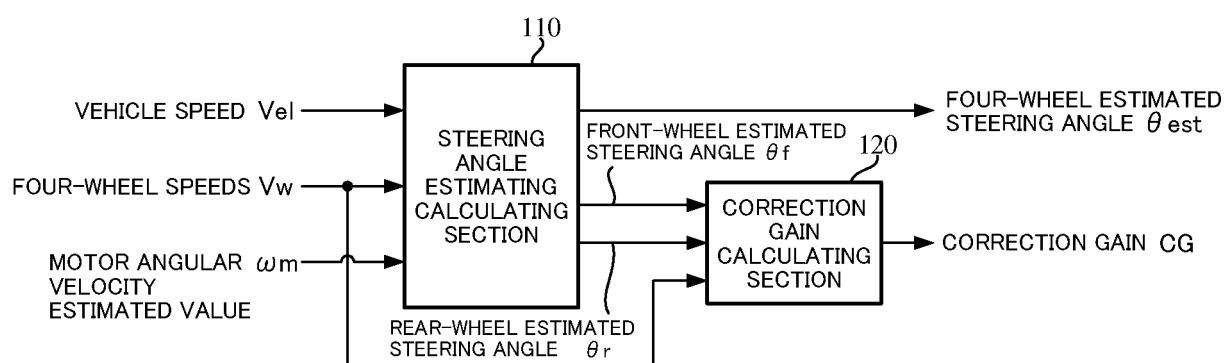 110
VEHICLE SPEED Vel
FOUR-WHEEL SPEEDS Vw
MOTOR ANGULAR ωm
VELOCITY
ESTIMATED VALUE
STEERING
ANGLE
ESTIMATING
CALCULATING
SECTION
FOUR-WHEEL ESTIMATED
STEERING ANGLE θest
FRONT-WHEEL ESTIMATED
STEERING ANGLE θf
120
CORRECTION
GAIN
CALCULATING
SECTION
CORRECTION GAIN CG
REAR-WHEEL ESTIMATED
STEERING ANGLE θr